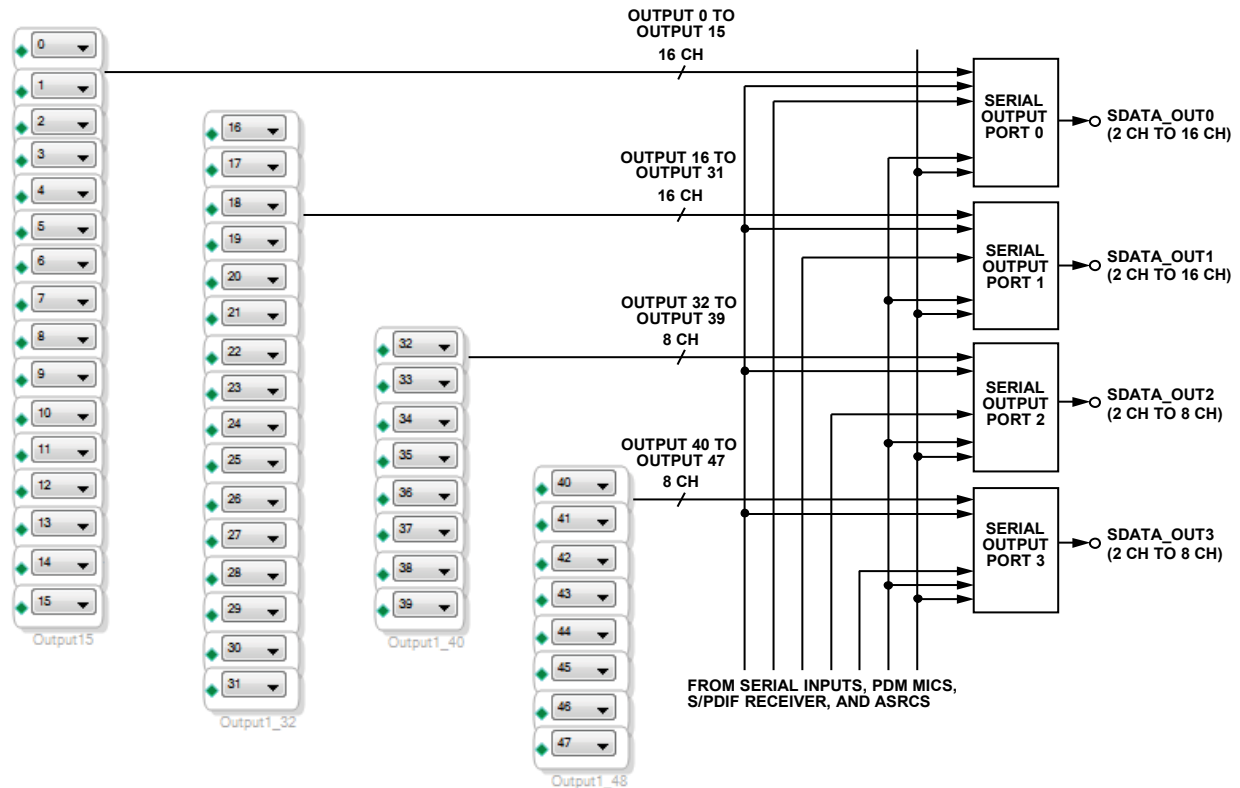 0
1
2
3
4
5
6
7
8
9
10
11
12
13
14
15
Output15
16
17
18
19
20
21
22
23
24
25
26
27
28
29
30
31
Output1_32
32
33
34
35
36
37
38
39
Output1_40
40
41
42
43
44
45
46
47
Output1_48
OUTPUT 0 TO
OUTPUT 15
16 CH
OUTPUT 16 TO
OUTPUT 31
16 CH
OUTPUT 32 TO
OUTPUT 39
8 CH
OUTPUT 40 TO
OUTPUT 47
8 CH
SERIAL
OUTPUT
PORT 0
SDATA_OUT0
(2 CH TO 16 CH)
SERIAL
OUTPUT
PORT 1
SDATA_OUT1
(2 CH TO 16 CH)
SERIAL
OUTPUT
PORT 2
SDATA_OUT2
(2 CH TO 8 CH)
SERIAL
OUTPUT
PORT 3
SDATA_OUT3
(2 CH TO 8 CH)
FROM SERIAL INPUTS, PDM MICS,
S/PDIF RECEIVER, AND ASRCS